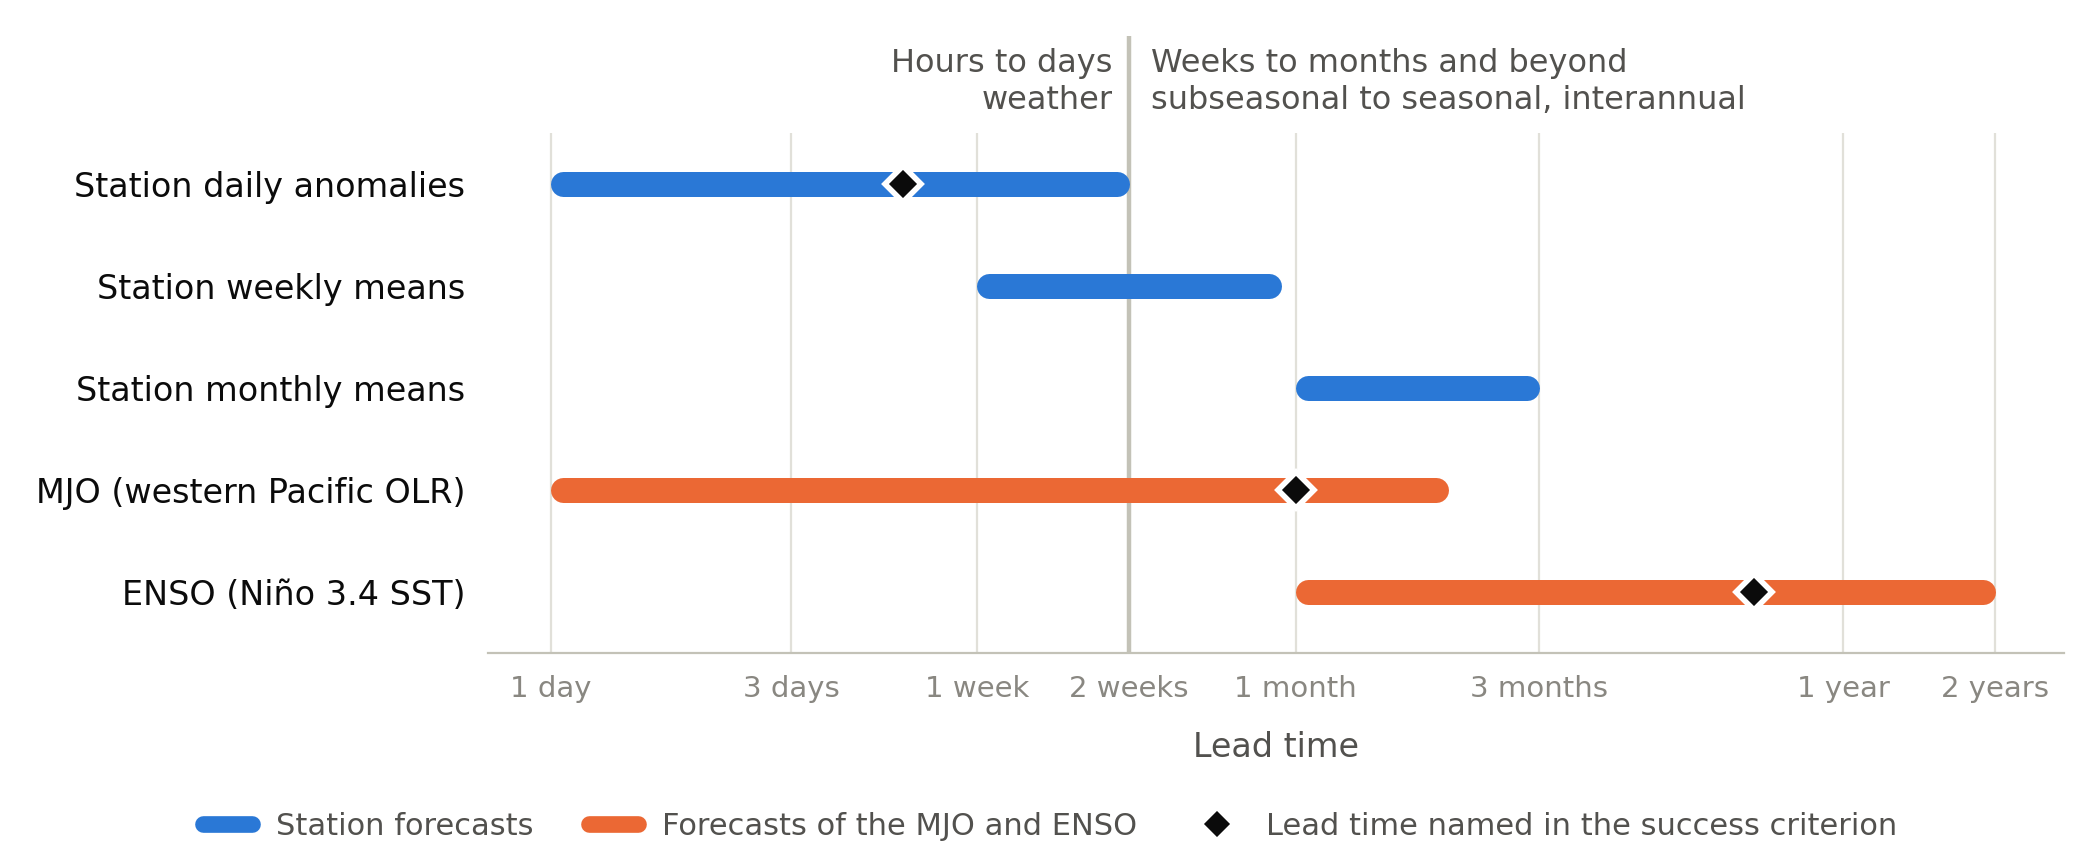 Hours to days
weather
Weeks to months and beyond
subseasonal to seasonal, interannual
Station daily anomalies
Station weekly means
Station monthly means
MJO (western Pacific OLR)
ENSO (Niño 3.4 SST)
1 day
3 days
1 week
2 weeks
1 month
3 months
1 year
2 years
Lead time
Station forecasts
Forecasts of the MJO and ENSO
Lead time named in the success criterion